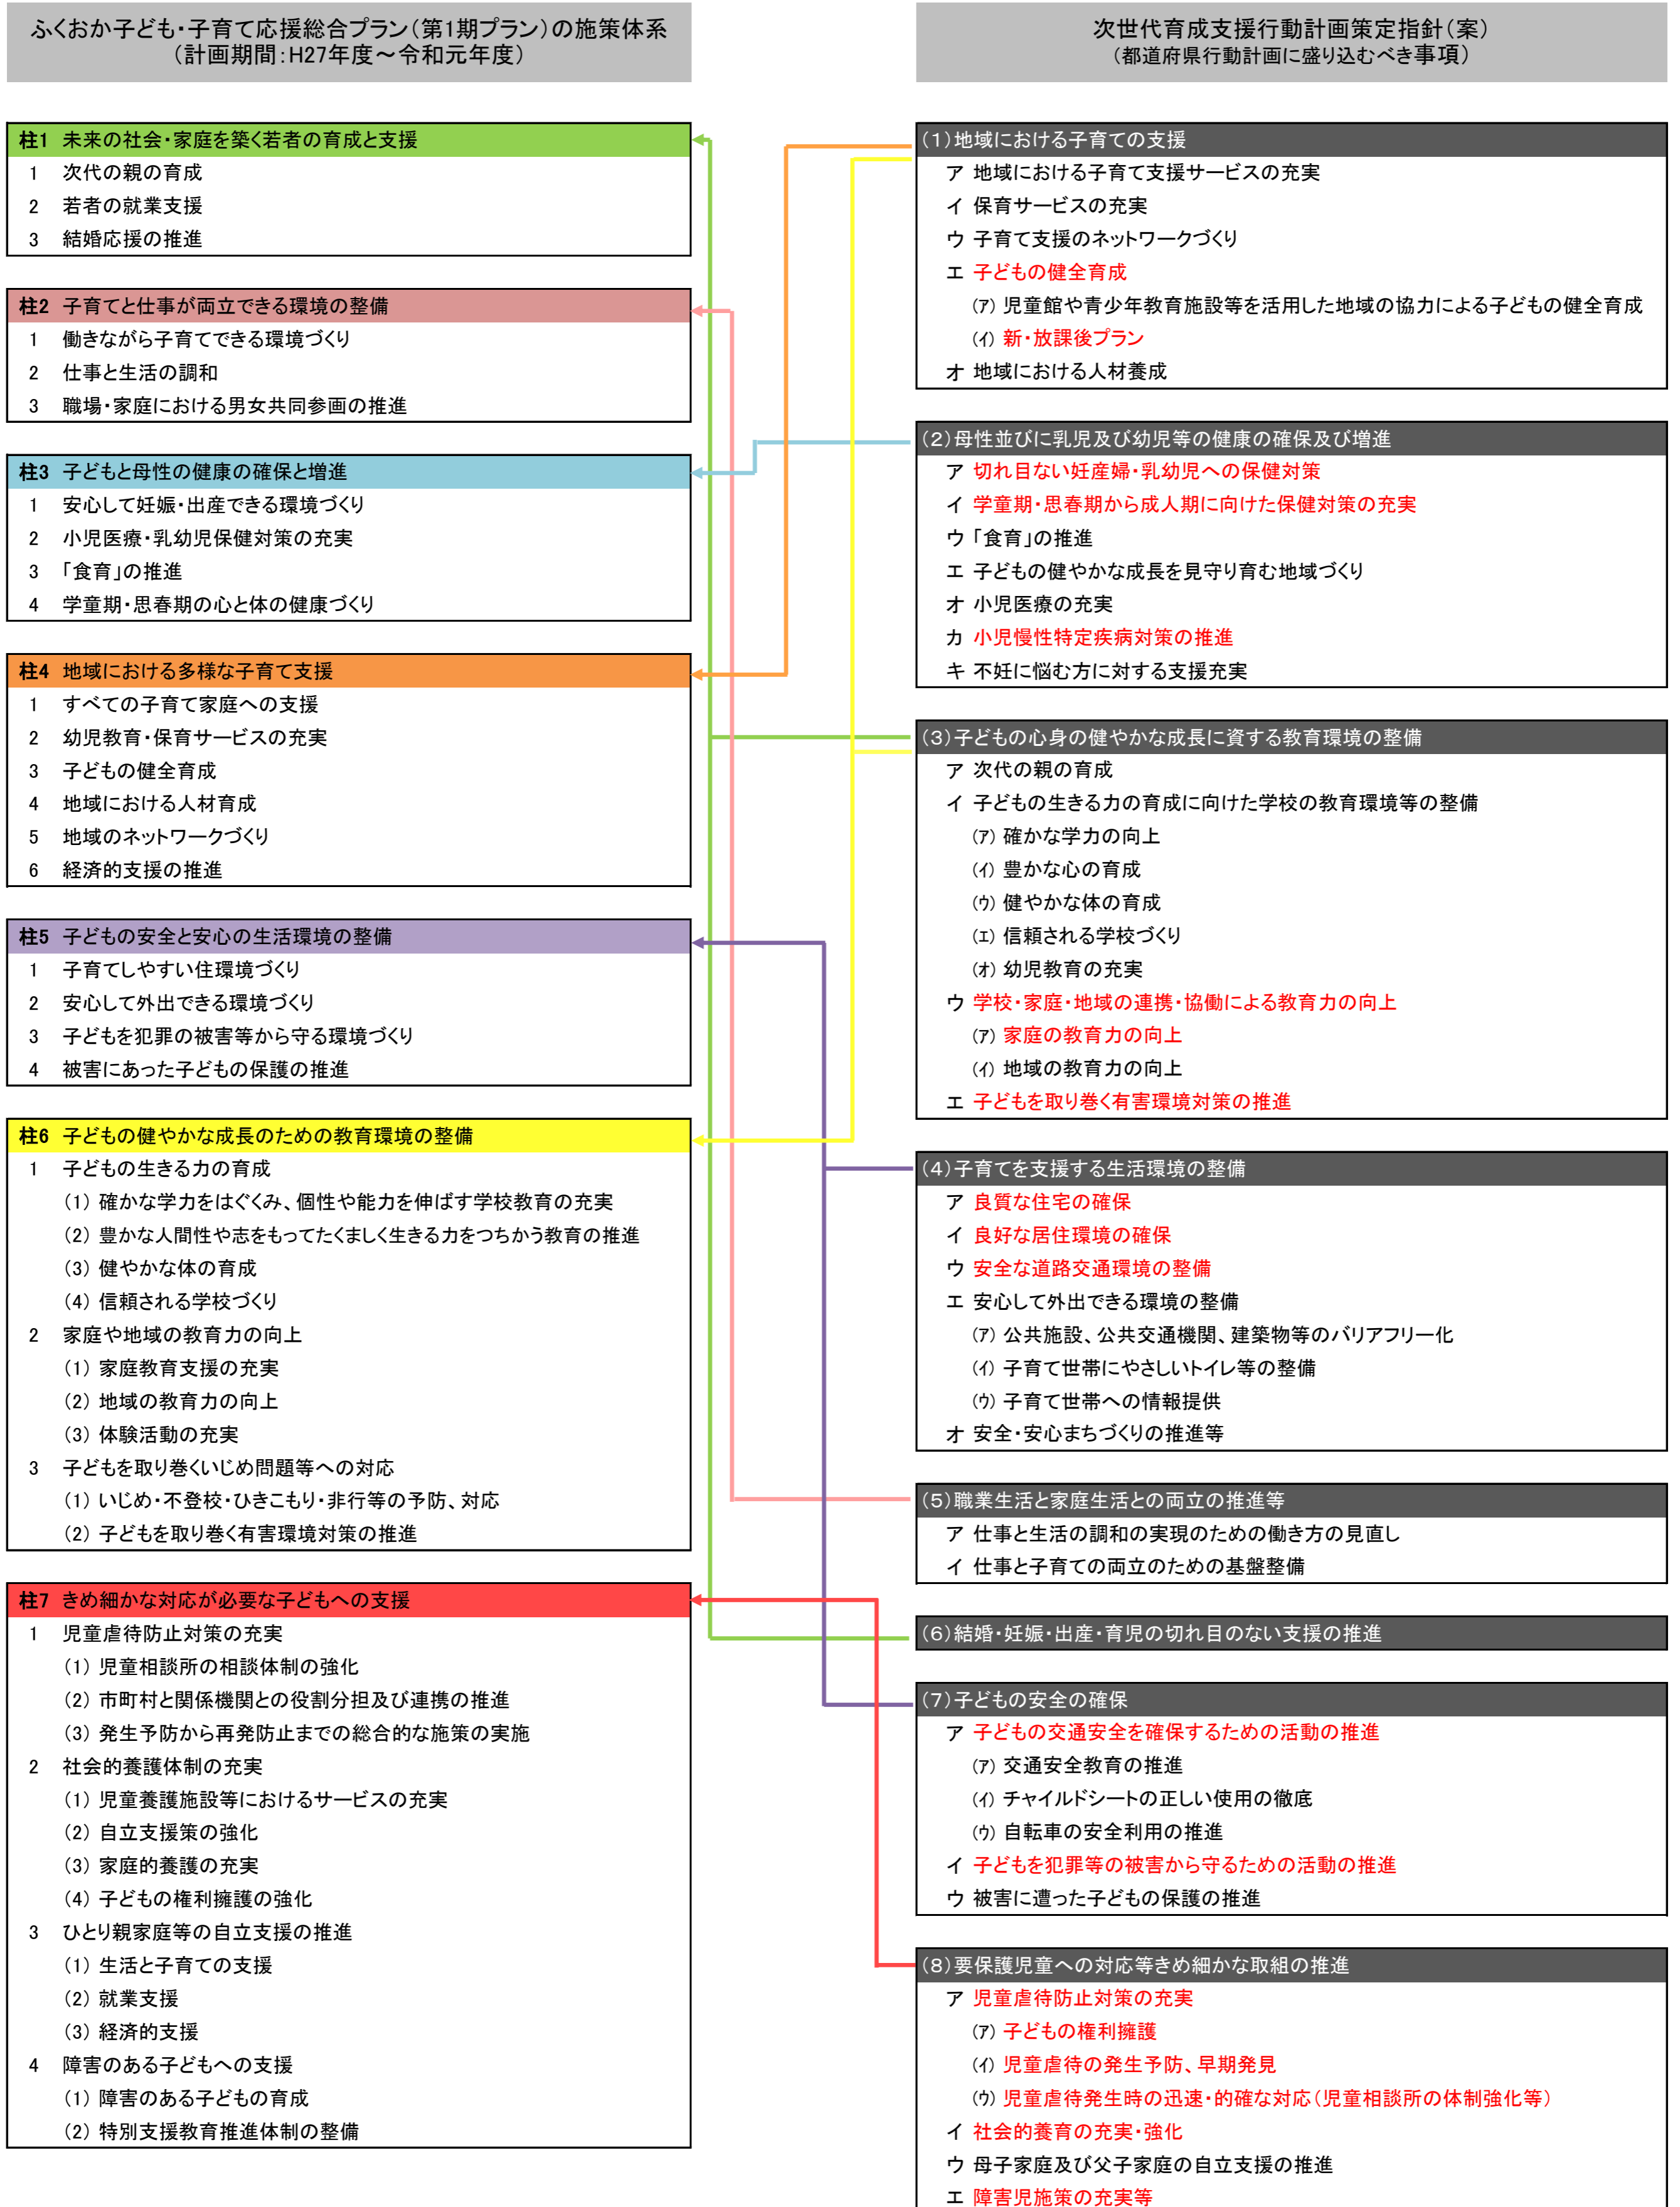 ふくおか子ども・子育て応援総合プラン（第1期プラン）の施策体系
（計画期間：H27年度～令和元年度）
柱1 未来の社会・家庭を築く若者の育成と支援
1 次代の親の育成
2 若者の就業支援
3 結婚応援の推進
柱2 子育てと仕事が両立できる環境の整備
1 働きながら子育てできる環境づくり
2 仕事と生活の調和
3 職場・家庭における男女共同参画の推進
柱3 子どもと母性の健康の確保と増進
1 安心して妊娠・出産できる環境づくり
2 小児医療・乳幼児保健対策の充実
3 「食育」の推進
4 学童期・思春期の心と体の健康づくり
柱4 地域における多様な子育て支援
1 すべての子育て家庭への支援
2 幼児教育・保育サービスの充実
3 子どもの健全育成
4 地域における人材育成
5 地域のネットワークづくり
6 経済的支援の推進
柱5 子どもの安全と安心の生活環境の整備
1 子育てしやすい住環境づくり
2 安心して外出できる環境づくり
3 子どもを犯罪の被害等から守る環境づくり
4 被害にあった子どもの保護の推進
柱6 子どもの健やかな成長のための教育環境の整備
1 子どもの生きる力の育成
（1）確かな学力をはぐくみ、個性や能力を伸ばす学校教育の充実
（2）豊かな人間性や志をもってたくましく生きる力をつちかう教育の推進
（3）健やかな体の育成
（4）信頼される学校づくり
2 家庭や地域の教育力の向上
（1）家庭教育支援の充実
（2）地域の教育力の向上
（3）体験活動の充実
3 子どもを取り巻くいじめ問題等への対応
（1）いじめ・不登校・ひきこもり・非行等の予防、対応
（2）子どもを取り巻く有害環境対策の推進
柱7 きめ細かな対応が必要な子どもへの支援
1 児童虐待防止対策の充実
（1）児童相談所の相談体制の強化
（2）市町村と関係機関との役割分担及び連携の推進
（3）発生予防から再発防止までの総合的な施策の実施
2 社会的養護体制の充実
（1）児童養護施設等におけるサービスの充実
（2）自立支援策の強化
（3）家庭的養護の充実
（4）子どもの権利擁護の強化
3 ひとり親家庭等の自立支援の推進
（1）生活と子育ての支援
（2）就業支援
（3）経済的支援
4 障害のある子どもへの支援
（1）障害のある子どもの育成
（2）特別支援教育推進体制の整備
次世代育成支援行動計画策定指針（案）
（都道府県行動計画に盛り込むべき事項）
（1）地域における子育ての支援
ア 地域における子育て支援サービスの充実
イ 保育サービスの充実
ウ 子育て支援のネットワークづくり
エ 子どもの健全育成
（ア）児童館や青少年教育施設等を活用した地域の協力による子どもの健全育成
（イ）新・放課後プラン
オ 地域における人材養成
（2）母性並びに乳児及び幼児等の健康の確保及び増進
ア 切れ目ない妊産婦・乳幼児への保健対策
イ 学童期・思春期から成人期に向けた保健対策の充実
ウ 「食育」の推進
エ 子どもの健やかな成長を見守り育む地域づくり
オ 小児医療の充実
カ 小児慢性特定疾病対策の推進
キ 不妊に悩む方に対する支援充実
（3）子どもの心身の健やかな成長に資する教育環境の整備
ア 次代の親の育成
イ 子どもの生きる力の育成に向けた学校の教育環境等の整備
（ア）確かな学力の向上
（イ）豊かな心の育成
（ウ）健やかな体の育成
（エ）信頼される学校づくり
（オ）幼児教育の充実
ウ 学校・家庭・地域の連携・協働による教育力の向上
（ア）家庭の教育力の向上
（イ）地域の教育力の向上
エ 子どもを取り巻く有害環境対策の推進
（4）子育てを支援する生活環境の整備
ア 良質な住宅の確保
イ 良好な居住環境の確保
ウ 安全な道路交通環境の整備
エ 安心して外出できる環境の整備
（ア）公共施設、公共交通機関、建築物等のバリアフリー化
（イ）子育て世帯にやさしいトイレ等の整備
（ウ）子育て世帯への情報提供
オ 安全・安心まちづくりの推進等
（5）職業生活と家庭生活との両立の推進等
ア 仕事と生活の調和の実現のための働き方の見直し
イ 仕事と子育ての両立のための基盤整備
（6）結婚・妊娠・出産・育児の切れ目のない支援の推進
（7）子どもの安全の確保
ア 子どもの交通安全を確保するための活動の推進
（ア）交通安全教育の推進
（イ）チャイルドシートの正しい使用の徹底
（ウ）自転車の安全利用の推進
イ 子どもを犯罪等の被害から守るための活動の推進
ウ 被害に遭った子どもの保護の推進
（8）要保護児童への対応等きめ細かな取組の推進
ア 児童虐待防止対策の充実
（ア）子どもの権利擁護
（イ）児童虐待の発生予防、早期発見
（ウ）児童虐待発生時の迅速・的確な対応（児童相談所の体制強化等）
イ 社会的養育の充実・強化
ウ 母子家庭及び父子家庭の自立支援の推進
エ 障害児施策の充実等